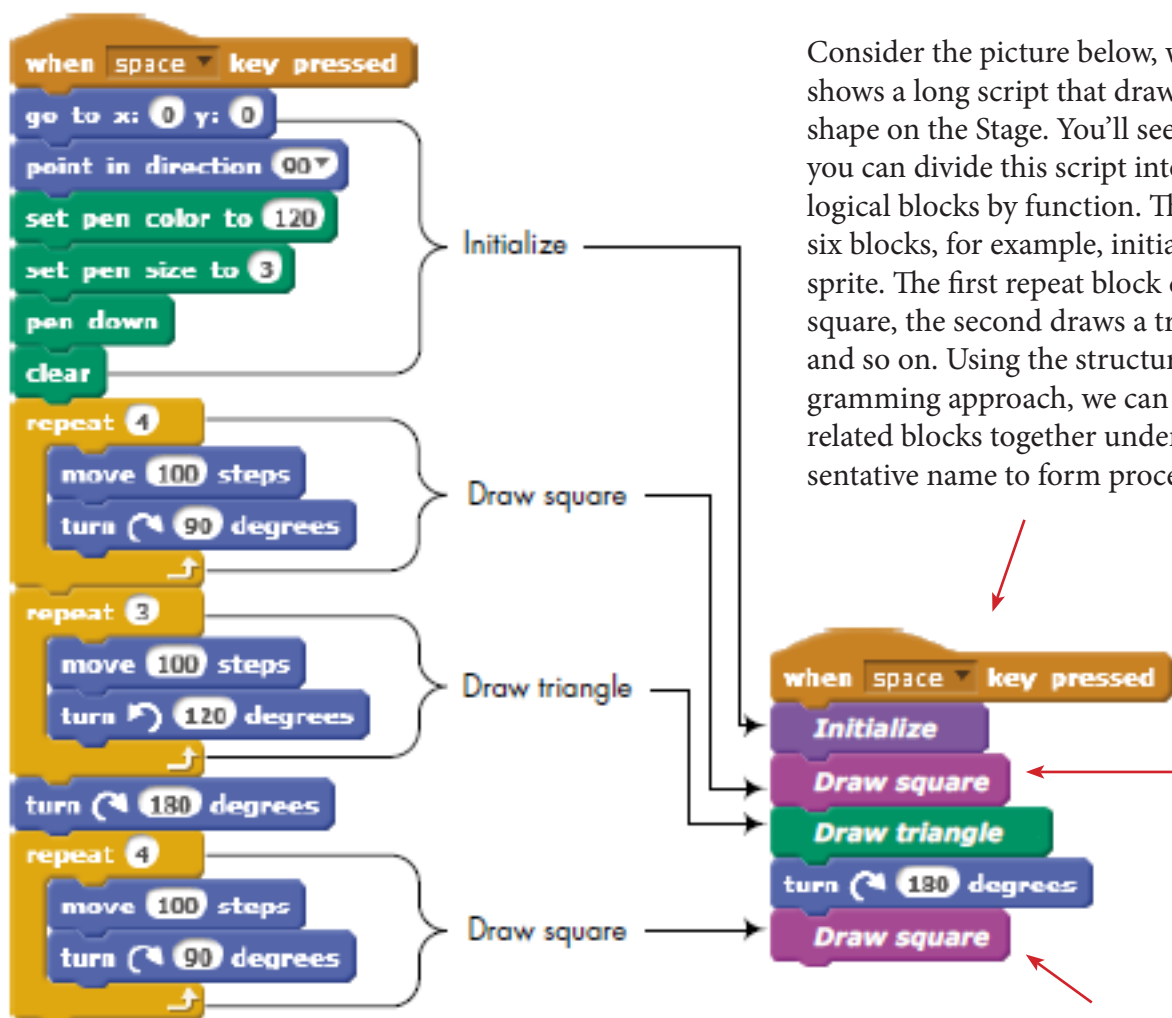 when space key pressed
go to x: 0 y: 0
point in direction 90
set pen color to 120
set pen size to 3
pen down
clear
Initialize
repeat 4
move 100 steps
turn 90 degrees
Draw square
repeat 3
move 100 steps
turn 120 degrees
Draw triangle
turn 180 degrees
repeat 4
move 100 steps
turn 90 degrees
Draw square
Consider the picture below,
shows a long script that draw
shape on the Stage. You’ll see
you can divide this script into
logical blocks by function. Th
six blocks, for example, initia
sprite. The first repeat block
square, the second draws a tr
and so on. Using the structur
gramming approach, we can
related blocks together under
sentative name to form proce
when space key pressed
Initialize
Draw square
Draw triangle
turn 180 degrees
Draw square